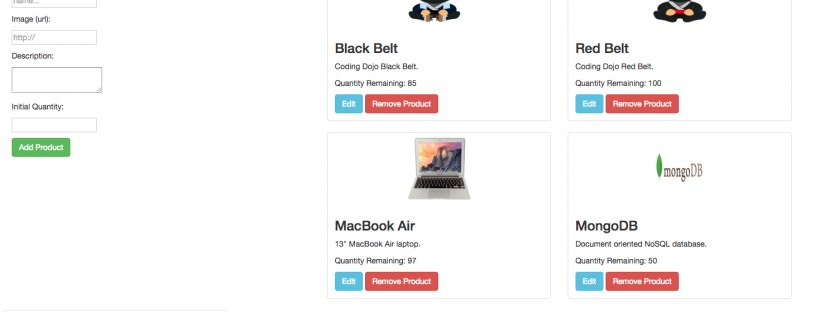 name...
Image (url):
http://
Description:
Initial Quantity:
Add Product
Black Belt
Coding Dojo Black Belt.
Quantity Remaining: 85
Edit Remove Product
Red Belt
Coding Dojo Red Belt.
Quantity Remaining: 100
Edit Remove Product
MacBook Air
13" MacBook Air laptop.
Quantity Remaining: 97
Edit Remove Product
mongoDB
MongoDB
Document oriented NoSQL database.
Quantity Remaining: 50
Edit Remove Product